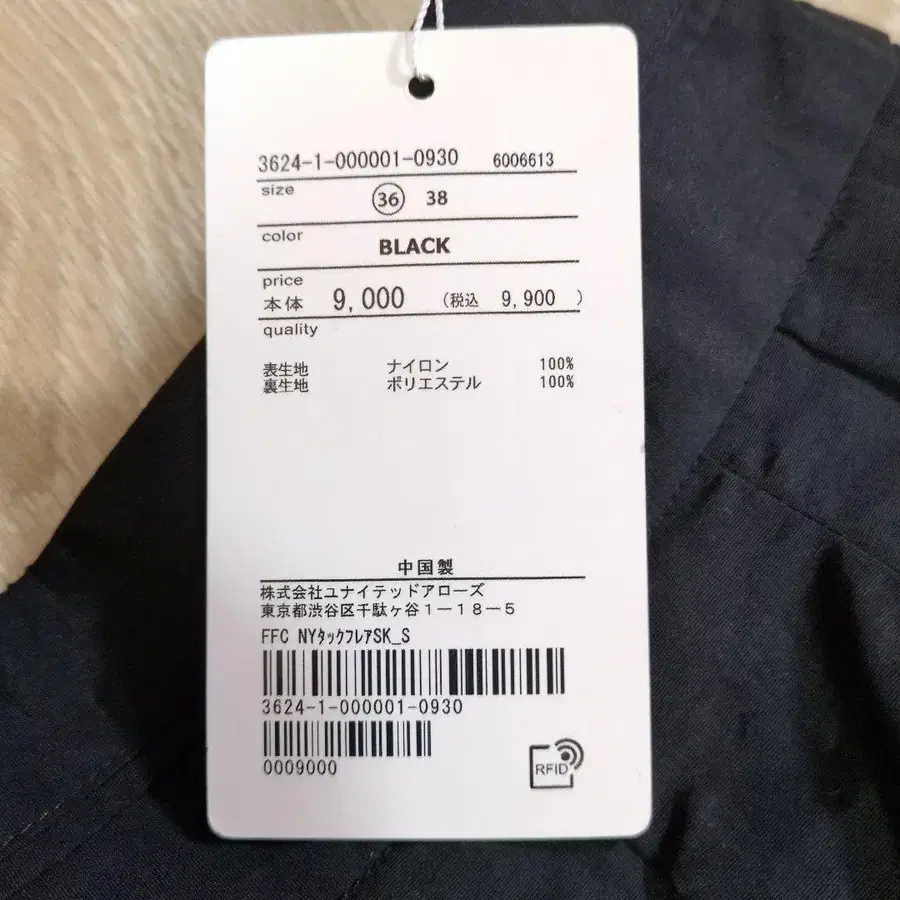 3624-1-000001-0930 6006613
size
36 38
color
BLACK
price
本体 9,000 (税込 9,900 )
quality
表生地 ナイロン 100%
裏生地 ポリエステル 100%
中国製
株式会社ユナイテッドアローズ
東京都渋谷区千駄ヶ谷1-18-5
FFC NYﾀｯｸﾌﾚｱSK_S
3624-1-000001-0930
0009000
RFID